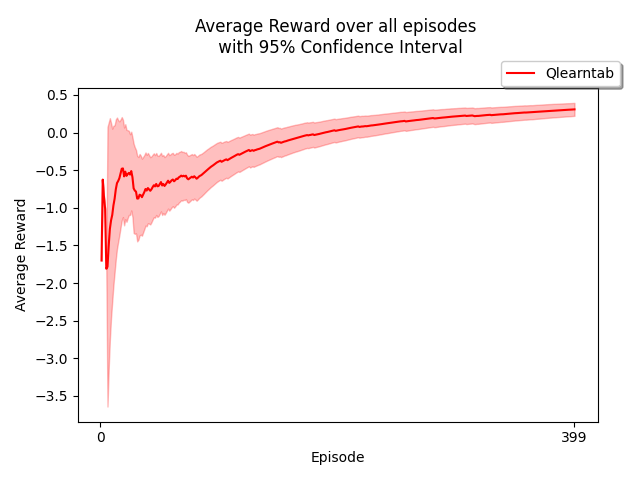 Average Reward over all episodes
with 95% Confidence Interval
Qlearntab
0.5
0.0
−0.5
−1.0
−1.5
−2.0
−2.5
−3.0
−3.5
Average Reward
0
399
Episode